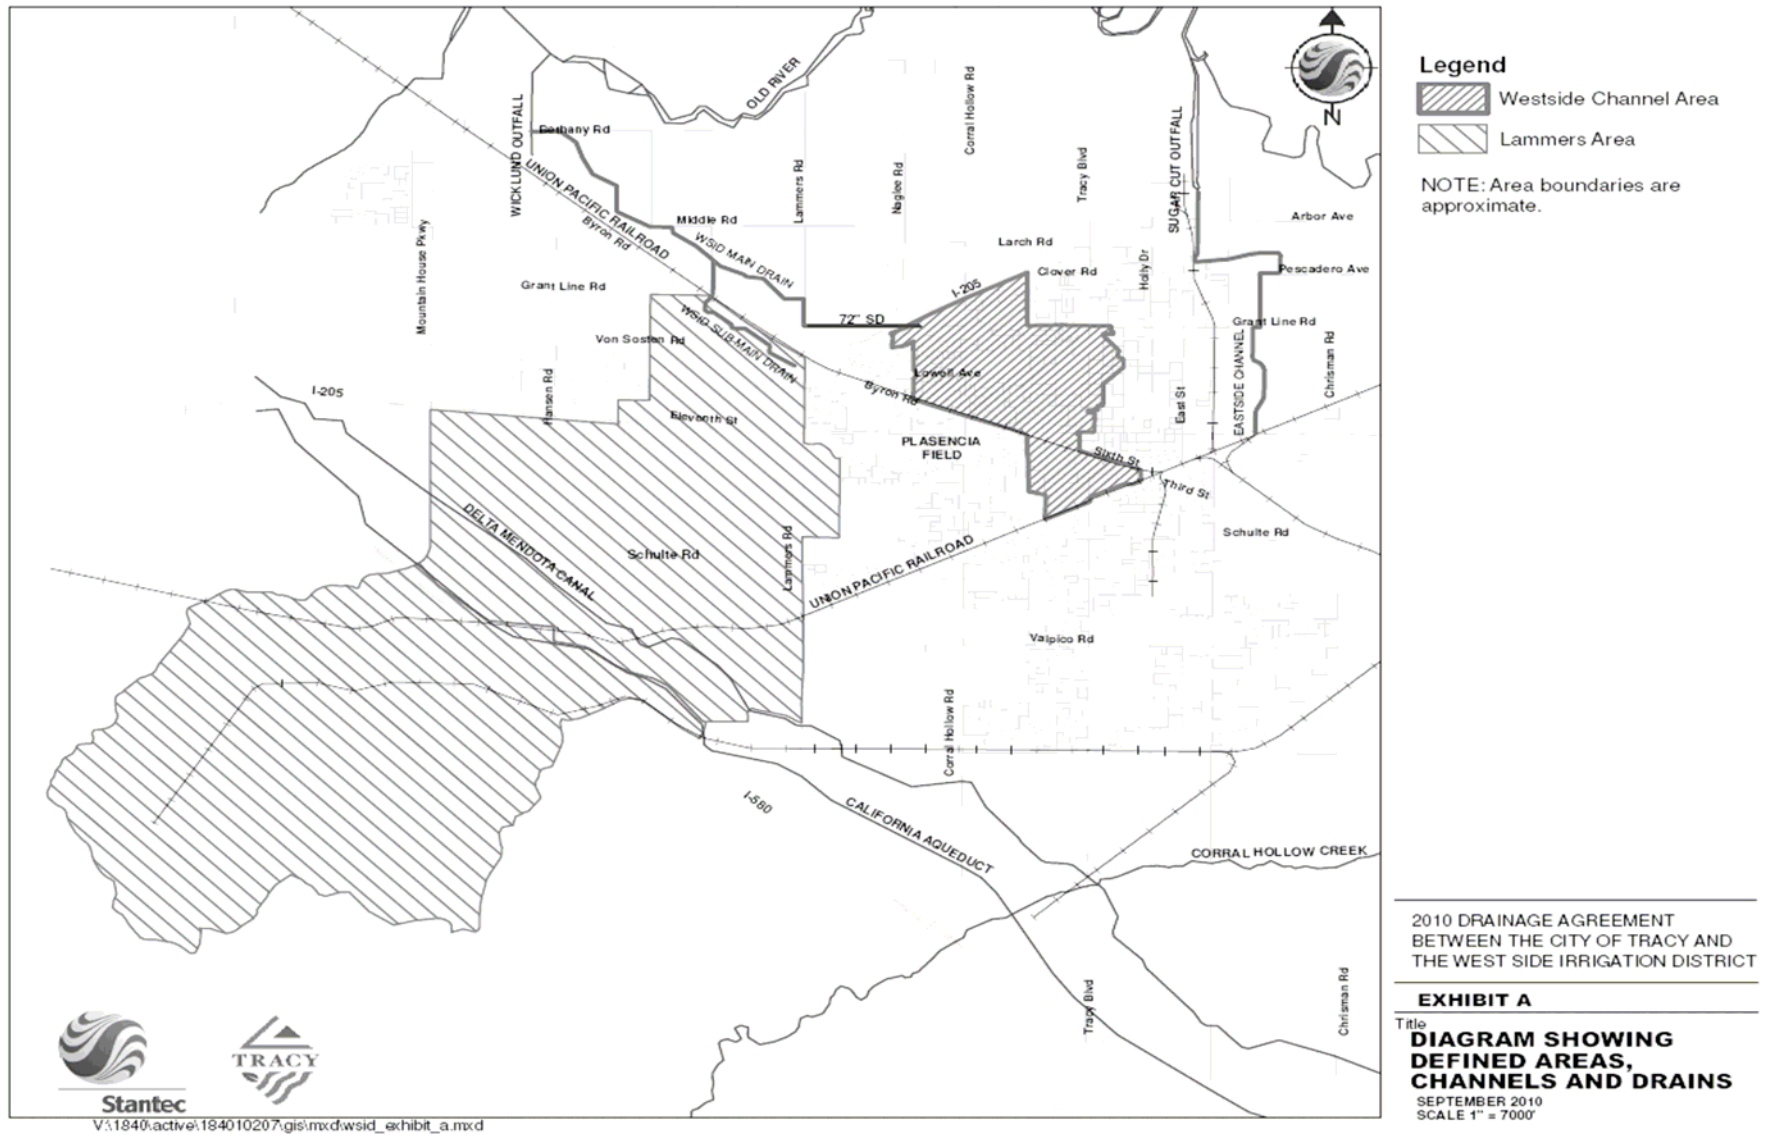 OLD RIVER
WICKLUND OUTFALL
Bethany Rd
UNION PACIFIC RAILROAD
Byron Rd
Middle Rd
WSID MAIN DRAIN
Lammers Rd
Naglee Rd
Corral Hollow Rd
Tracy Blvd
SUGAR CUT OUTFALL
Arbor Ave
Larch Rd
Clover Rd
Holly Dr
Pescadero Ave
Mountain House Pkwy
Grant Line Rd
I-205
72" SD
Grant Line Rd
Von Sosten Rd
WSID SUB-MAIN DRAIN
EASTSIDE CHANNEL
Chrisman Rd
I-205
Hansen Rd
Lowell Ave
Byron Rd
East St
Eleventh St
PLASENCIA
FIELD
Sixth St
Third St
DELTA MENDOTA CANAL
Schulte Rd
Lammers Rd
UNION PACIFIC RAILROAD
Schulte Rd
Valpico Rd
Corral Hollow Rd
I-580
CALIFORNIA AQUEDUCT
CORRAL HOLLOW CREEK
Tracy Blvd
Chrisman Rd
N
Legend
Westside Channel Area
Lammers Area
NOTE: Area boundaries are
approximate.
2010 DRAINAGE AGREEMENT
BETWEEN THE CITY OF TRACY AND
THE WEST SIDE IRRIGATION DISTRICT
EXHIBIT A
Title
DIAGRAM SHOWING
DEFINED AREAS,
CHANNELS AND DRAINS
SEPTEMBER 2010
SCALE 1" = 7000'
Stantec
TRACY
V:\1840\active\184010207\gis\mxd\wsid_exhibit_a.mxd